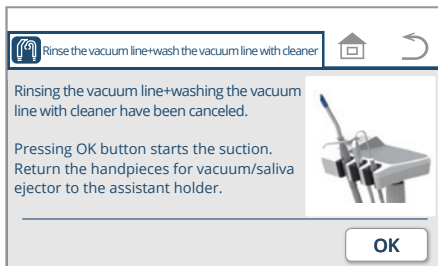 Rinse the vacuum line+wash the vacuum line with cleaner
Rinsing the vacuum line+washing the vacuum
line with cleaner have been canceled.
Pressing OK button starts the suction.
Return the handpieces for vacuum/saliva
ejector to the assistant holder.
OK